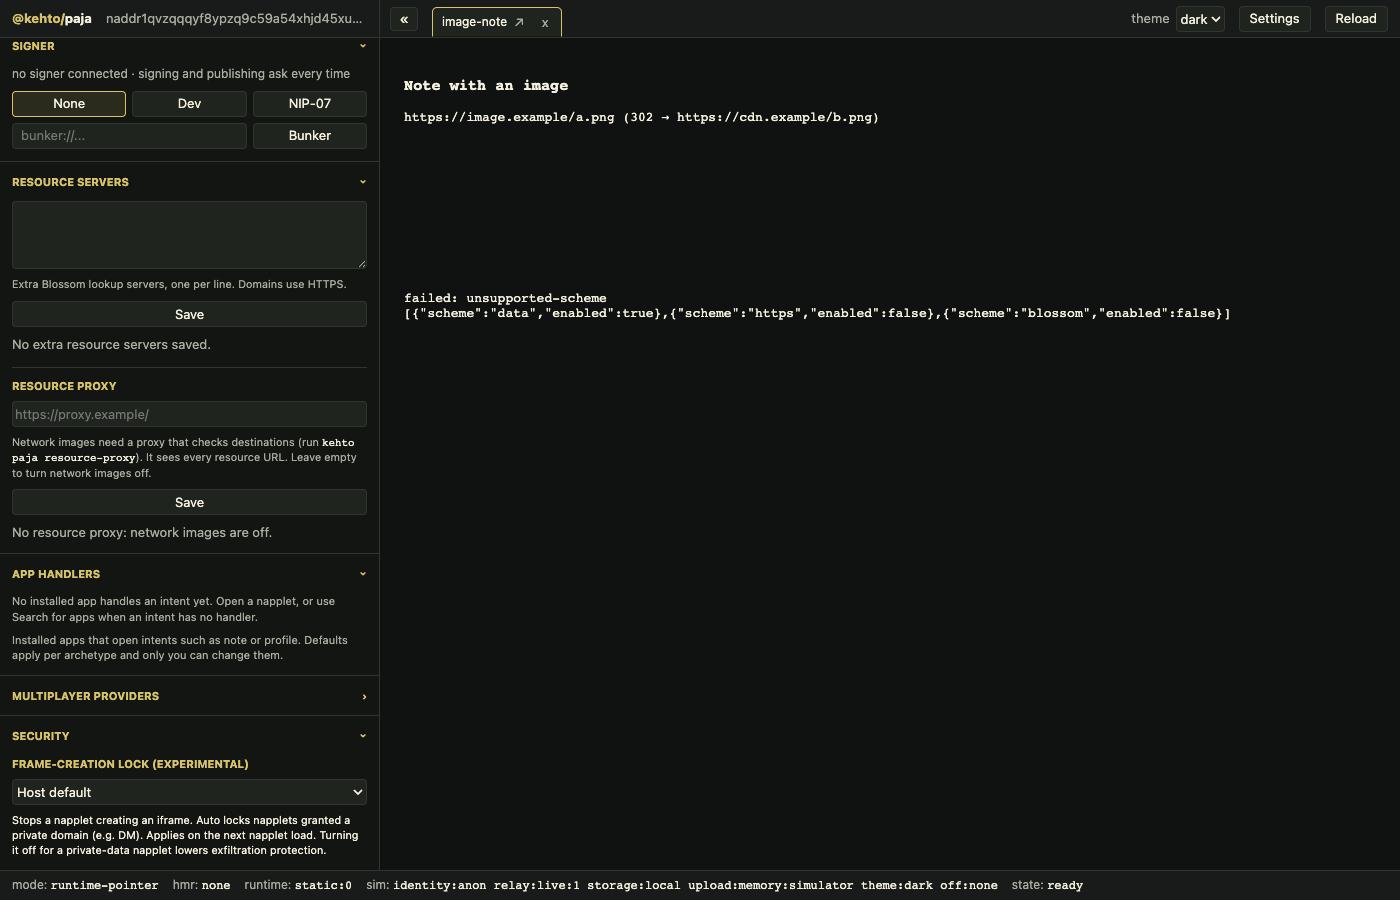 @kehto/paja naddr1qvzqqqyf8ypzq9c59a54xhjd45xu...
« image-note ↗ x theme dark Settings Reload
SIGNER
no signer connected · signing and publishing ask every time
None Dev NIP-07
bunker://... Bunker
RESOURCE SERVERS
Extra Blossom lookup servers, one per line. Domains use HTTPS.
Save
No extra resource servers saved.
RESOURCE PROXY
https://proxy.example/
Network images need a proxy that checks destinations (run kehto
paja resource-proxy). It sees every resource URL. Leave empty
to turn network images off.
Save
No resource proxy: network images are off.
APP HANDLERS
No installed app handles an intent yet. Open a napplet, or use
Search for apps when an intent has no handler.
Installed apps that open intents such as note or profile. Defaults
apply per archetype and only you can change them.
MULTIPLAYER PROVIDERS
SECURITY
FRAME-CREATION LOCK (EXPERIMENTAL)
Host default
Stops a napplet creating an iframe. Auto locks napplets granted a
private domain (e.g. DM). Applies on the next napplet load. Turning
it off for a private-data napplet lowers exfiltration protection.
Note with an image
https://image.example/a.png (302 → https://cdn.example/b.png)
failed: unsupported-scheme
[{"scheme":"data","enabled":true},{"scheme":"https","enabled":false},{"scheme":"blossom","enabled":false}]
mode: runtime-pointer hmr: none runtime: static:0 sim: identity:anon relay:live:1 storage:local upload:memory:simulator theme:dark off:none state: ready